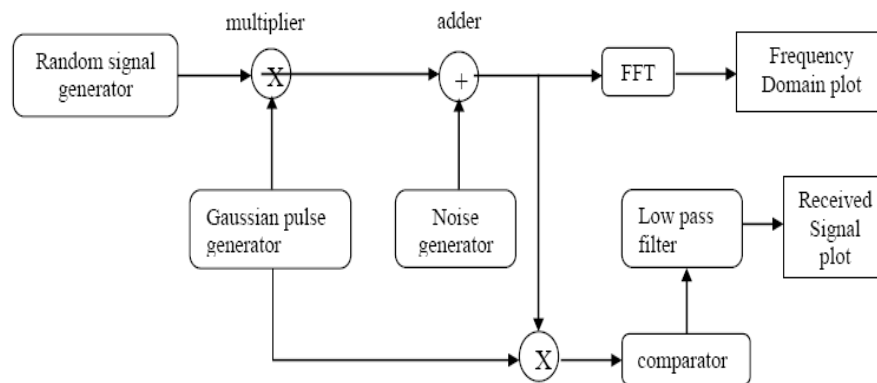 multiplier
adder
Random signal
generator
X
+
FFT
Frequency
Domain plot
Gaussian pulse
generator
Noise
generator
Low pass
filter
Received
Signal
plot
X
comparator